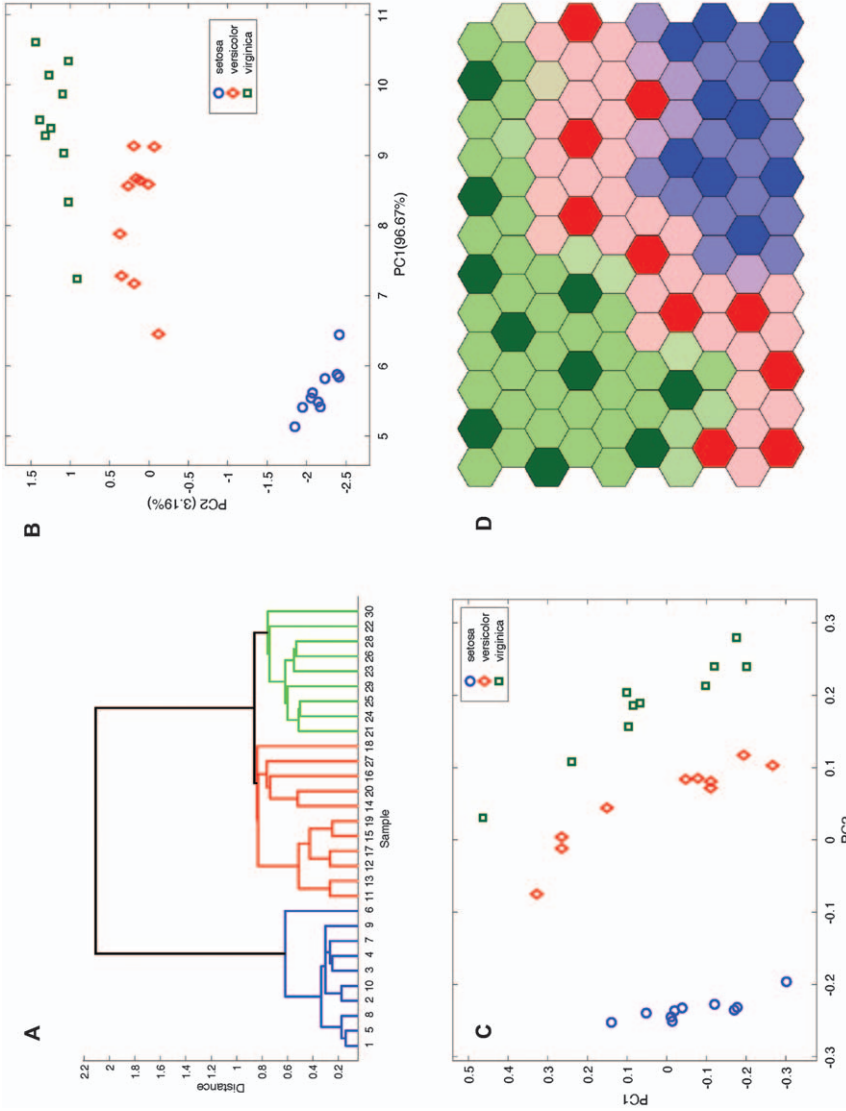 A
2.2
2
1.8
1.6
1.4
1.2
1
0.8
0.6
0.4
0.2
Distance
1 5 8 2 10 3 4 7 9 6 11 13 12 17 15 19 14 20 16 27 18 21 24 25 29 23 26 28 22 30
Sample
B
1.5
1
0.5
0
-0.5
-1
-1.5
-2
-2.5
PC2 (3.19%)
5 6 7 8 9 10 11
PC1(96.67%)
setosa
versicolor
virginica
C
0.5
0.4
0.3
0.2
0.1
0
-0.1
-0.2
-0.3
PC1
-0.3 -0.2 -0.1 0 0.1 0.2 0.3
PC2
setosa
versicolor
virginica
D